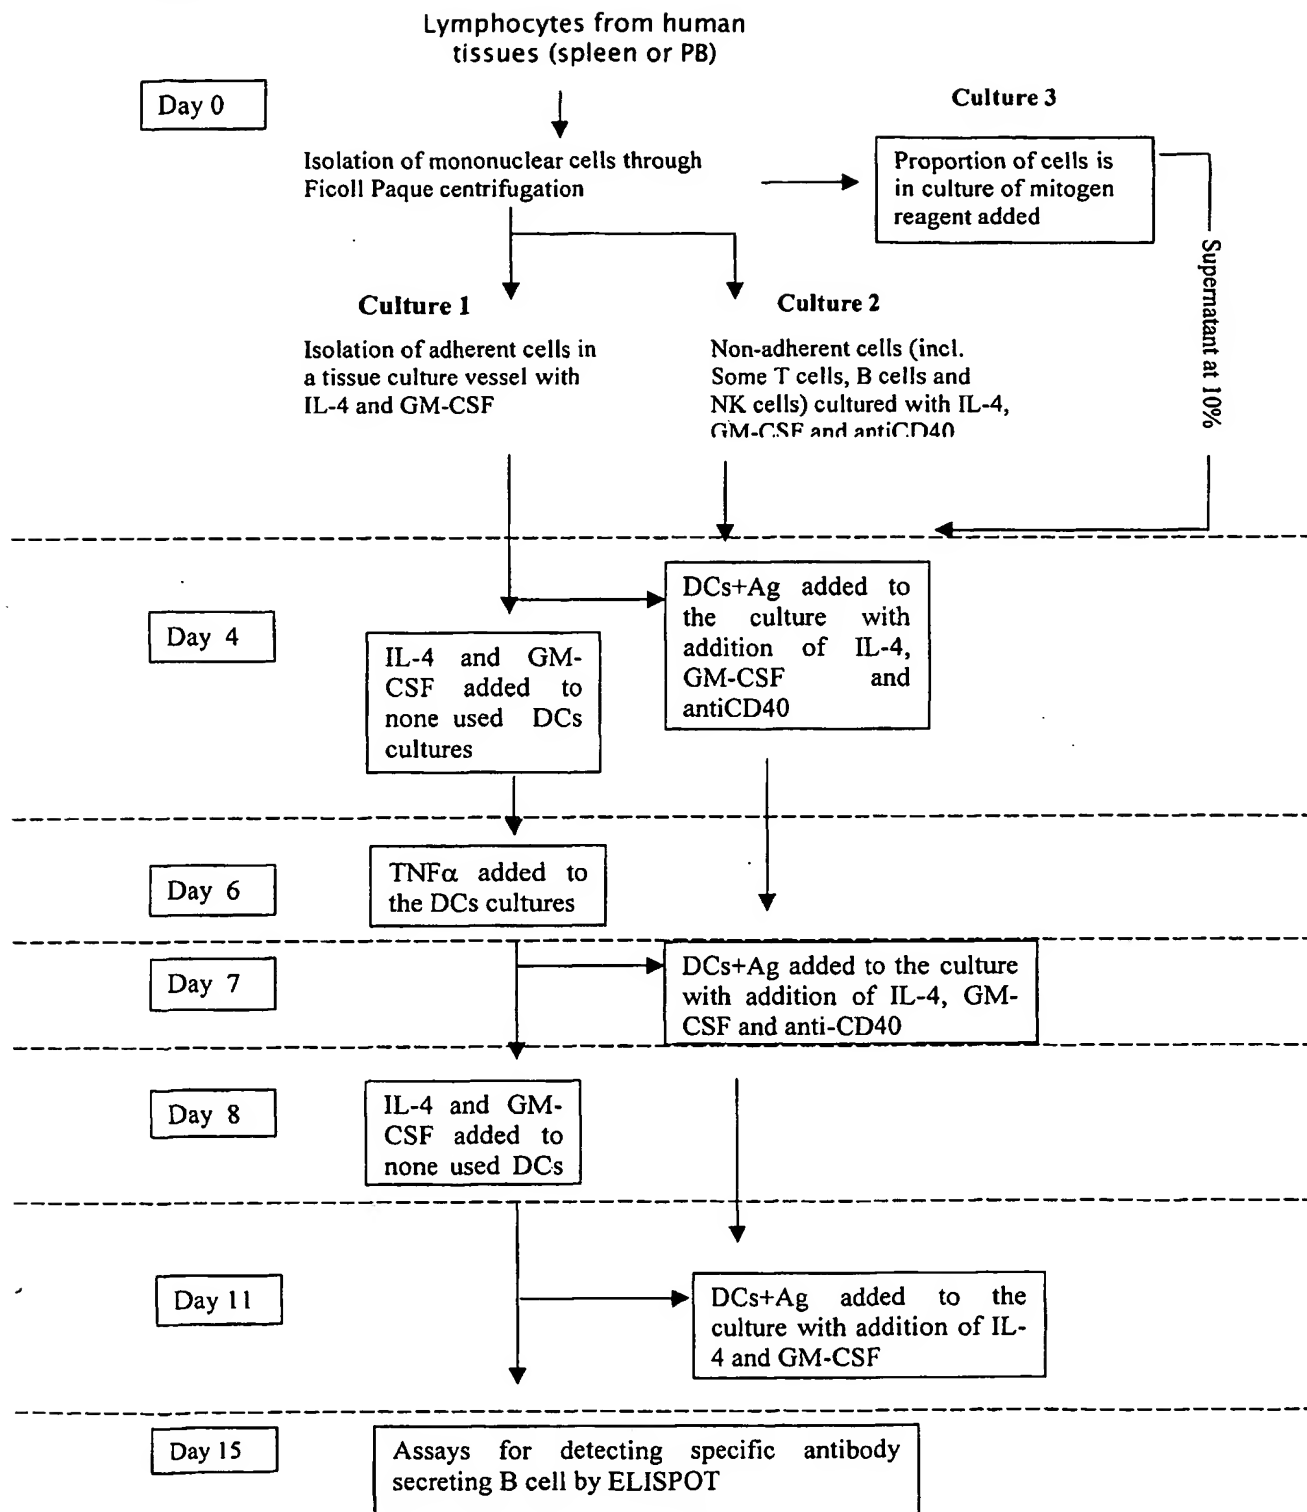 Lymphocytes from human
tissues (spleen or PB)
Day 0
Culture 3
Isolation of mononuclear cells through
Ficoll Paque centrifugation
Proportion of cells is
in culture of mitogen
reagent added
Supernatant at 10%
Culture 1
Isolation of adherent cells in
a tissue culture vessel with
IL-4 and GM-CSF
Culture 2
Non-adherent cells (incl.
Some T cells, B cells and
NK cells) cultured with IL-4,
GM-CSF and antiCD40
Day 4
IL-4 and GM-
CSF added to
none used DCs
cultures
DCs+Ag added to
the culture with
addition of IL-4,
GM-CSF and
antiCD40
Day 6
TNFα added to
the DCs cultures
Day 7
DCs+Ag added to the culture
with addition of IL-4, GM-
CSF and anti-CD40
Day 8
IL-4 and GM-
CSF added to
none used DCs
Day 11
DCs+Ag added to the
culture with addition of IL-
4 and GM-CSF
Day 15
Assays for detecting specific antibody
secreting B cell by ELISPOT